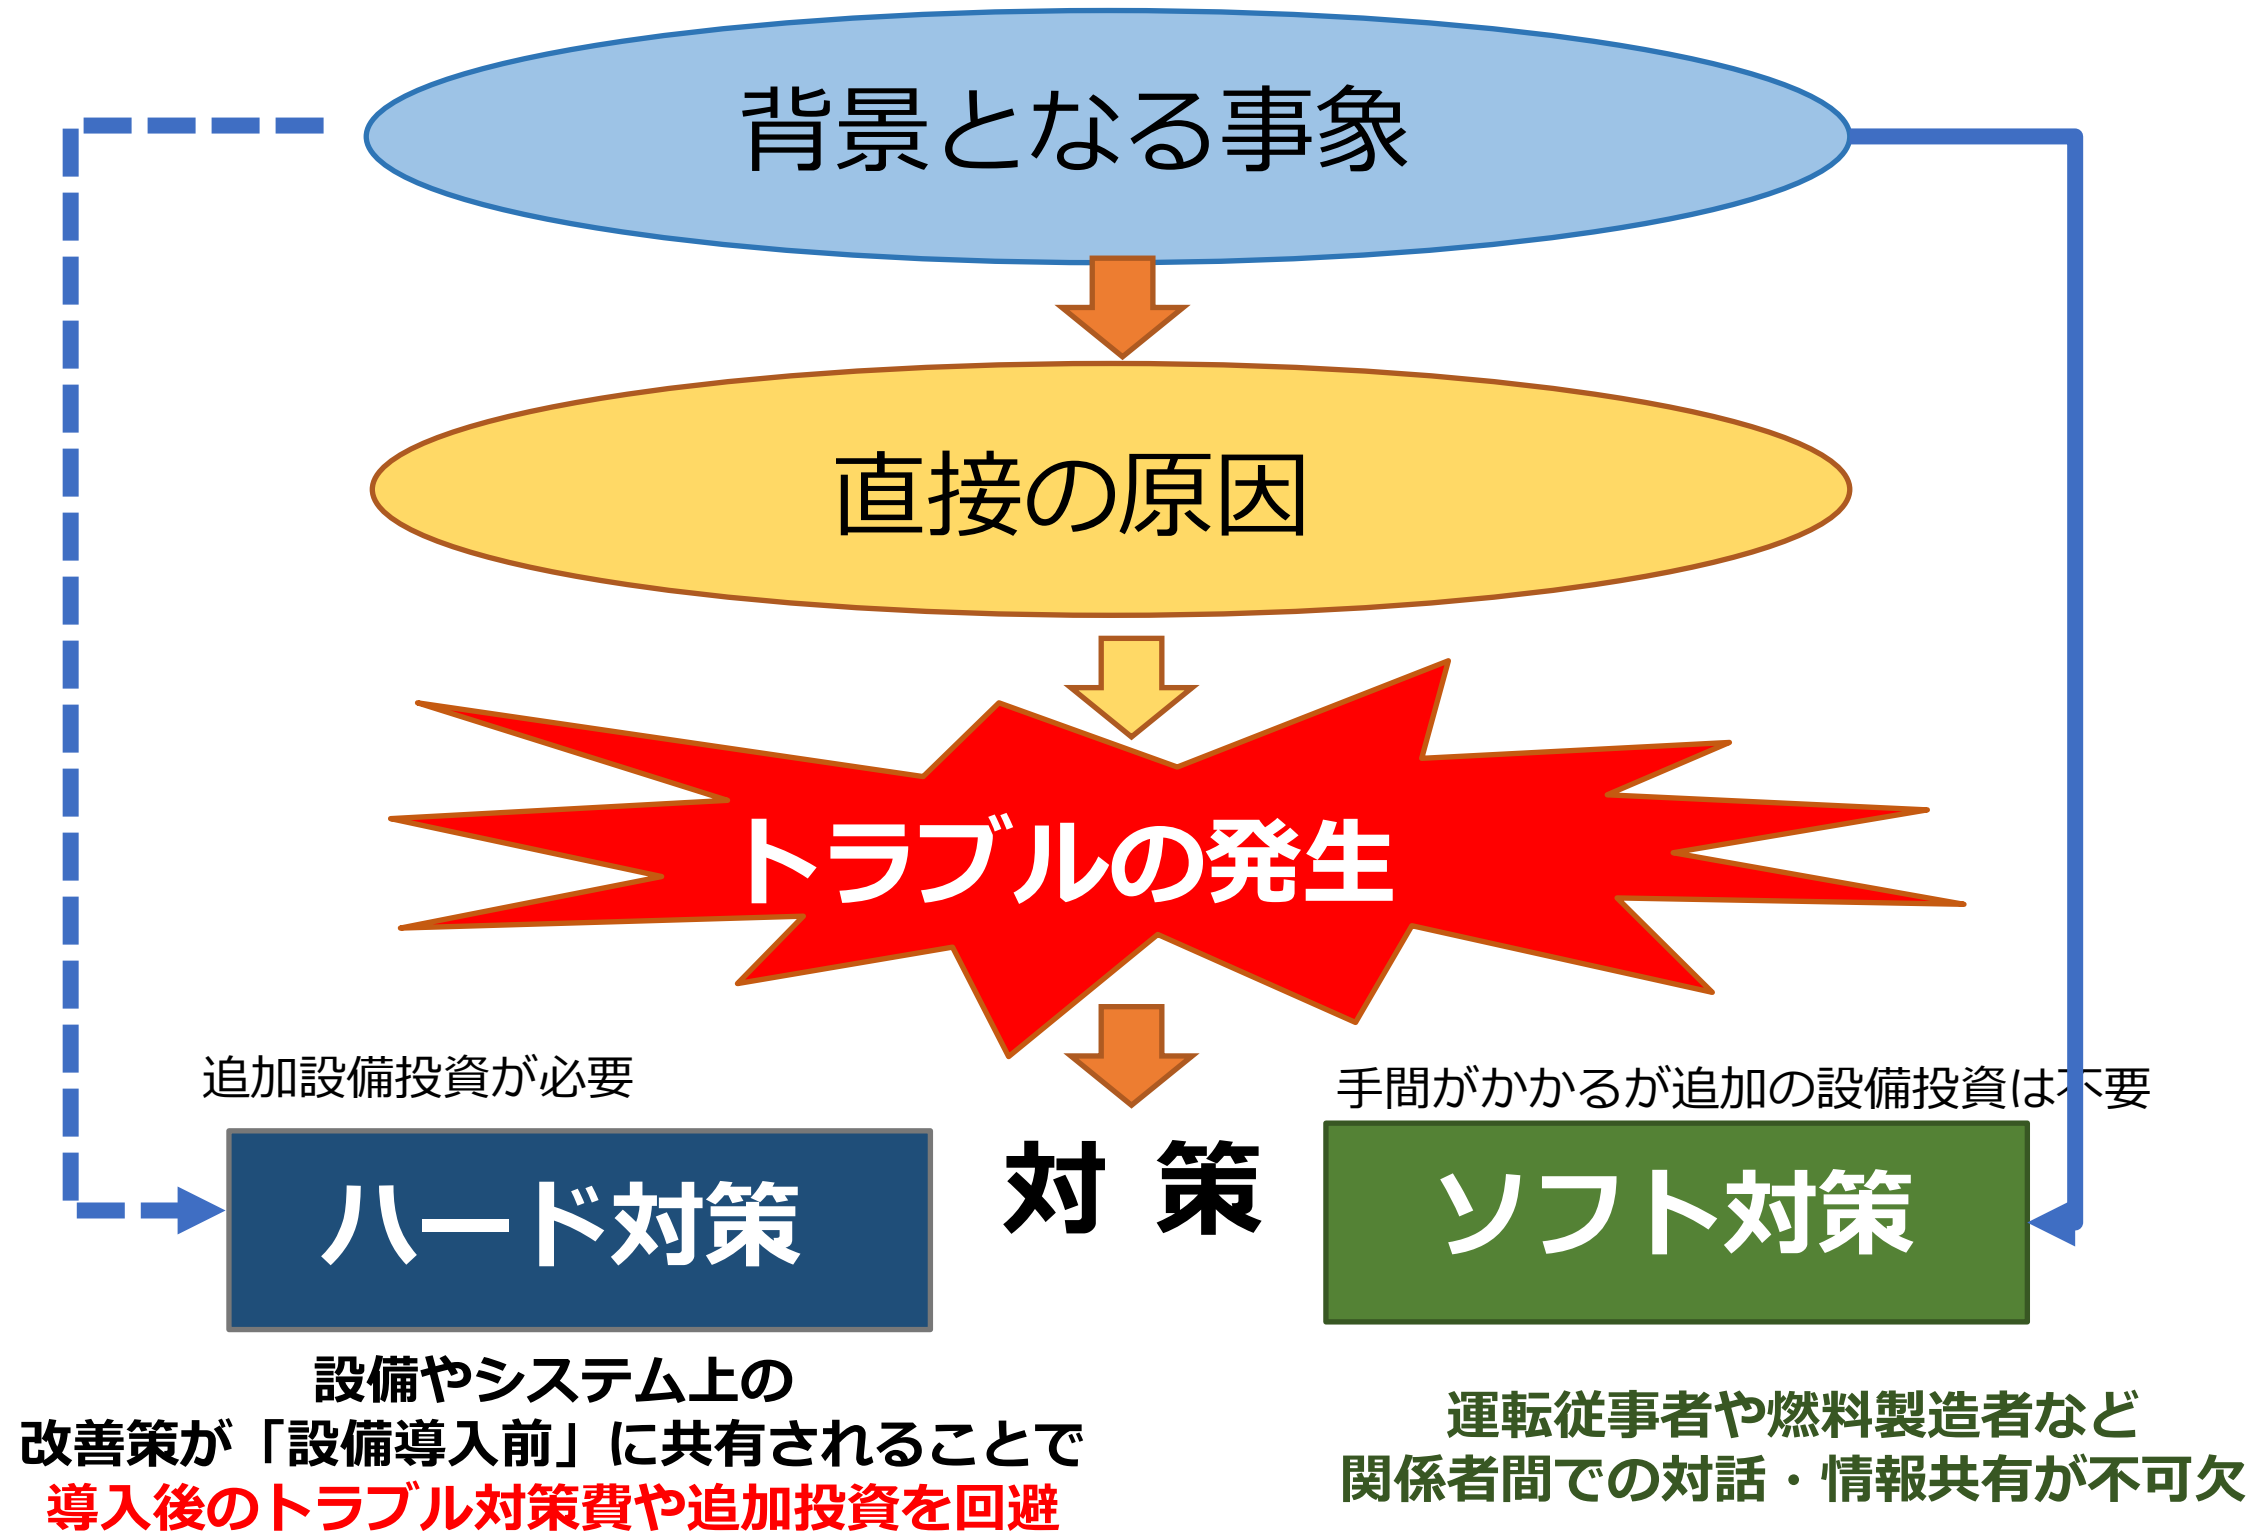 背景となる事象
直接の原因
トラブルの発生
追加設備投資が必要
手間がかかるが追加の設備投資は不要
ハード対策
対 策
ソフト対策
設備やシステム上の
改善策が「設備導入前」に共有されることで
導入後のトラブル対策費や追加投資を回避
運転従事者や燃料製造者など
関係者間での対話・情報共有が不可欠